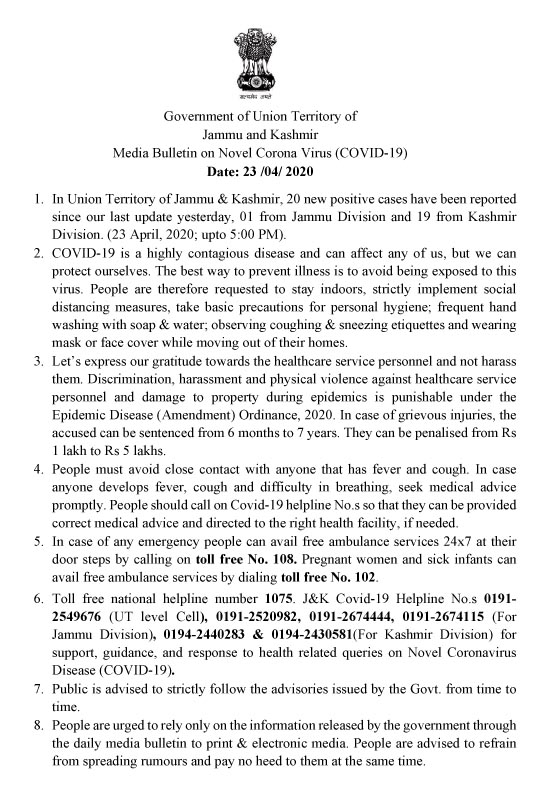 सत्यमेव जयते
Government of Union Territory of
Jammu and Kashmir
Media Bulletin on Novel Corona Virus (COVID-19)
Date: 23 /04/ 2020
1. In Union Territory of Jammu & Kashmir, 20 new positive cases have been reported
since our last update yesterday, 01 from Jammu Division and 19 from Kashmir
Division. (23 April, 2020; upto 5:00 PM).
2. COVID-19 is a highly contagious disease and can affect any of us, but we can
protect ourselves. The best way to prevent illness is to avoid being exposed to this
virus. People are therefore requested to stay indoors, strictly implement social
distancing measures, take basic precautions for personal hygiene; frequent hand
washing with soap & water; observing coughing & sneezing etiquettes and wearing
mask or face cover while moving out of their homes.
3. Let’s express our gratitude towards the healthcare service personnel and not harass
them. Discrimination, harassment and physical violence against healthcare service
personnel and damage to property during epidemics is punishable under the
Epidemic Disease (Amendment) Ordinance, 2020. In case of grievous injuries, the
accused can be sentenced from 6 months to 7 years. They can be penalised from Rs
1 lakh to Rs 5 lakhs.
4. People must avoid close contact with anyone that has fever and cough. In case
anyone develops fever, cough and difficulty in breathing, seek medical advice
promptly. People should call on Covid-19 helpline No.s so that they can be provided
correct medical advice and directed to the right health facility, if needed.
5. In case of any emergency people can avail free ambulance services 24x7 at their
door steps by calling on toll free No. 108. Pregnant women and sick infants can
avail free ambulance services by dialing toll free No. 102.
6. Toll free national helpline number 1075. J&K Covid-19 Helpline No.s 0191-
2549676 (UT level Cell), 0191-2520982, 0191-2674444, 0191-2674115 (For
Jammu Division), 0194-2440283 & 0194-2430581(For Kashmir Division) for
support, guidance, and response to health related queries on Novel Coronavirus
Disease (COVID-19).
7. Public is advised to strictly follow the advisories issued by the Govt. from time to
time.
8. People are urged to rely only on the information released by the government through
the daily media bulletin to print & electronic media. People are advised to refrain
from spreading rumours and pay no heed to them at the same time.